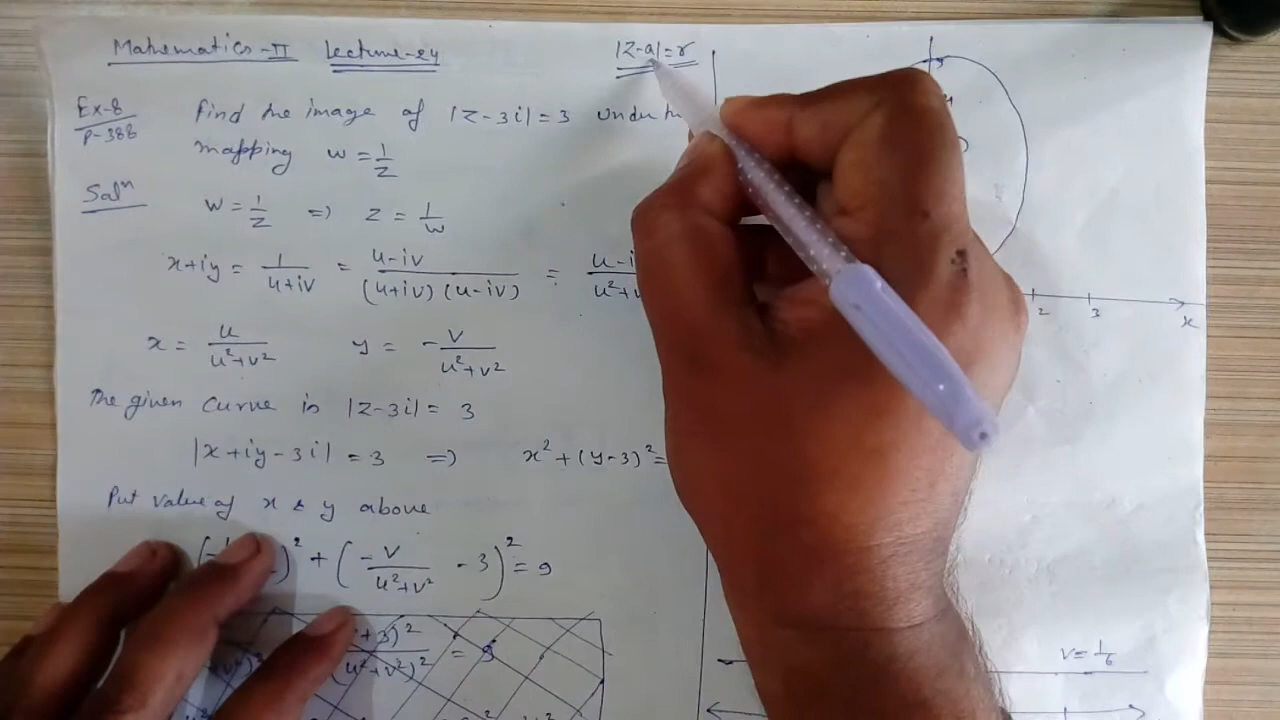 Mathematics-II Lecture-24
|z-a|=r
Ex-8
P-388
find the image of |z-3i|=3 under
mapping w=1/z
Solⁿ
w=1/z => z=1/w
x+iy = 1/(u+iv) = (u-iv)/((u+iv)(u-iv)) =
x = u/(u²+v²) y = -v/(u²+v²)
The given curve is |z-3i|=3
|x+iy-3i|=3 => x²+(y-3)²=
Put value of x & y above
)² + (-v/(u²+v²) -3)² = 9
2 3
x
v=1/6